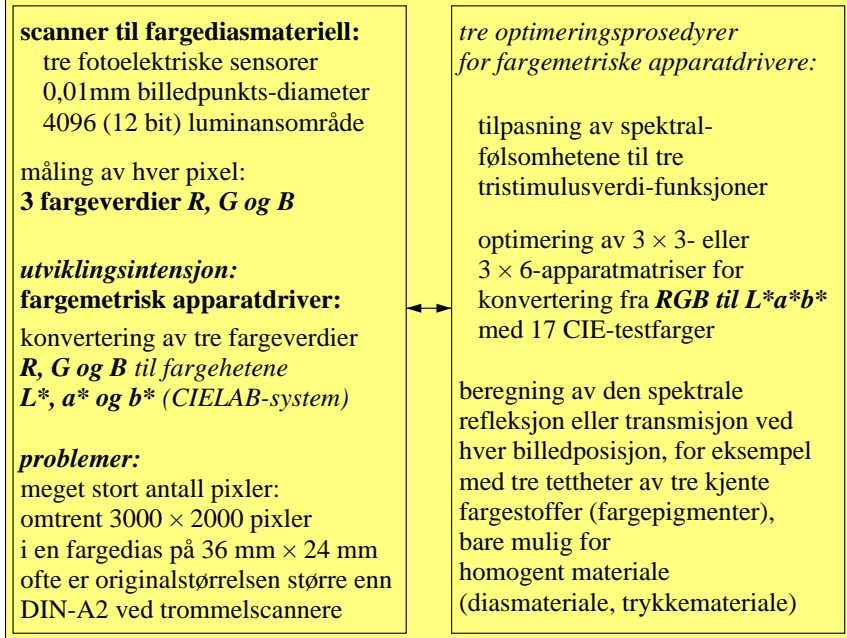 scanner til fargediasmateriell:
tre fotoelektriske sensorer
0,01mm billedpunkts-diameter
4096 (12 bit) luminansområde
måling av hver pixel:
3 fargeverdier R, G og B
utviklingsintensjon:
fargemetrisk apparatdriver:
konvertering av tre fargeverdier
R, G og B til fargehetene
L*, a* og b* (CIELAB-system)
problemer:
meget stort antall pixler:
omtrent 3000 × 2000 pixler
i en fargedias på 36 mm × 24 mm
ofte er originalstørrelsen større enn
DIN-A2 ved trommelscannere
tre optimeringsprosedyrer
for fargemetriske apparatdrivere:
tilpasning av spektral-
følsomhetene til tre
tristimulusverdi-funksjoner
optimering av 3 × 3- eller
3 × 6-apparatmatriser for
konvertering fra RGB til L*a*b*
med 17 CIE-testfarger
beregning av den spektrale
refleksjon eller transmisjon ved
hver billedposisjon, for eksempel
med tre tettheter av tre kjente
fargestoffer (fargepigmenter),
bare mulig for
homogent materiale
(diasmateriale, trykkemateriale)